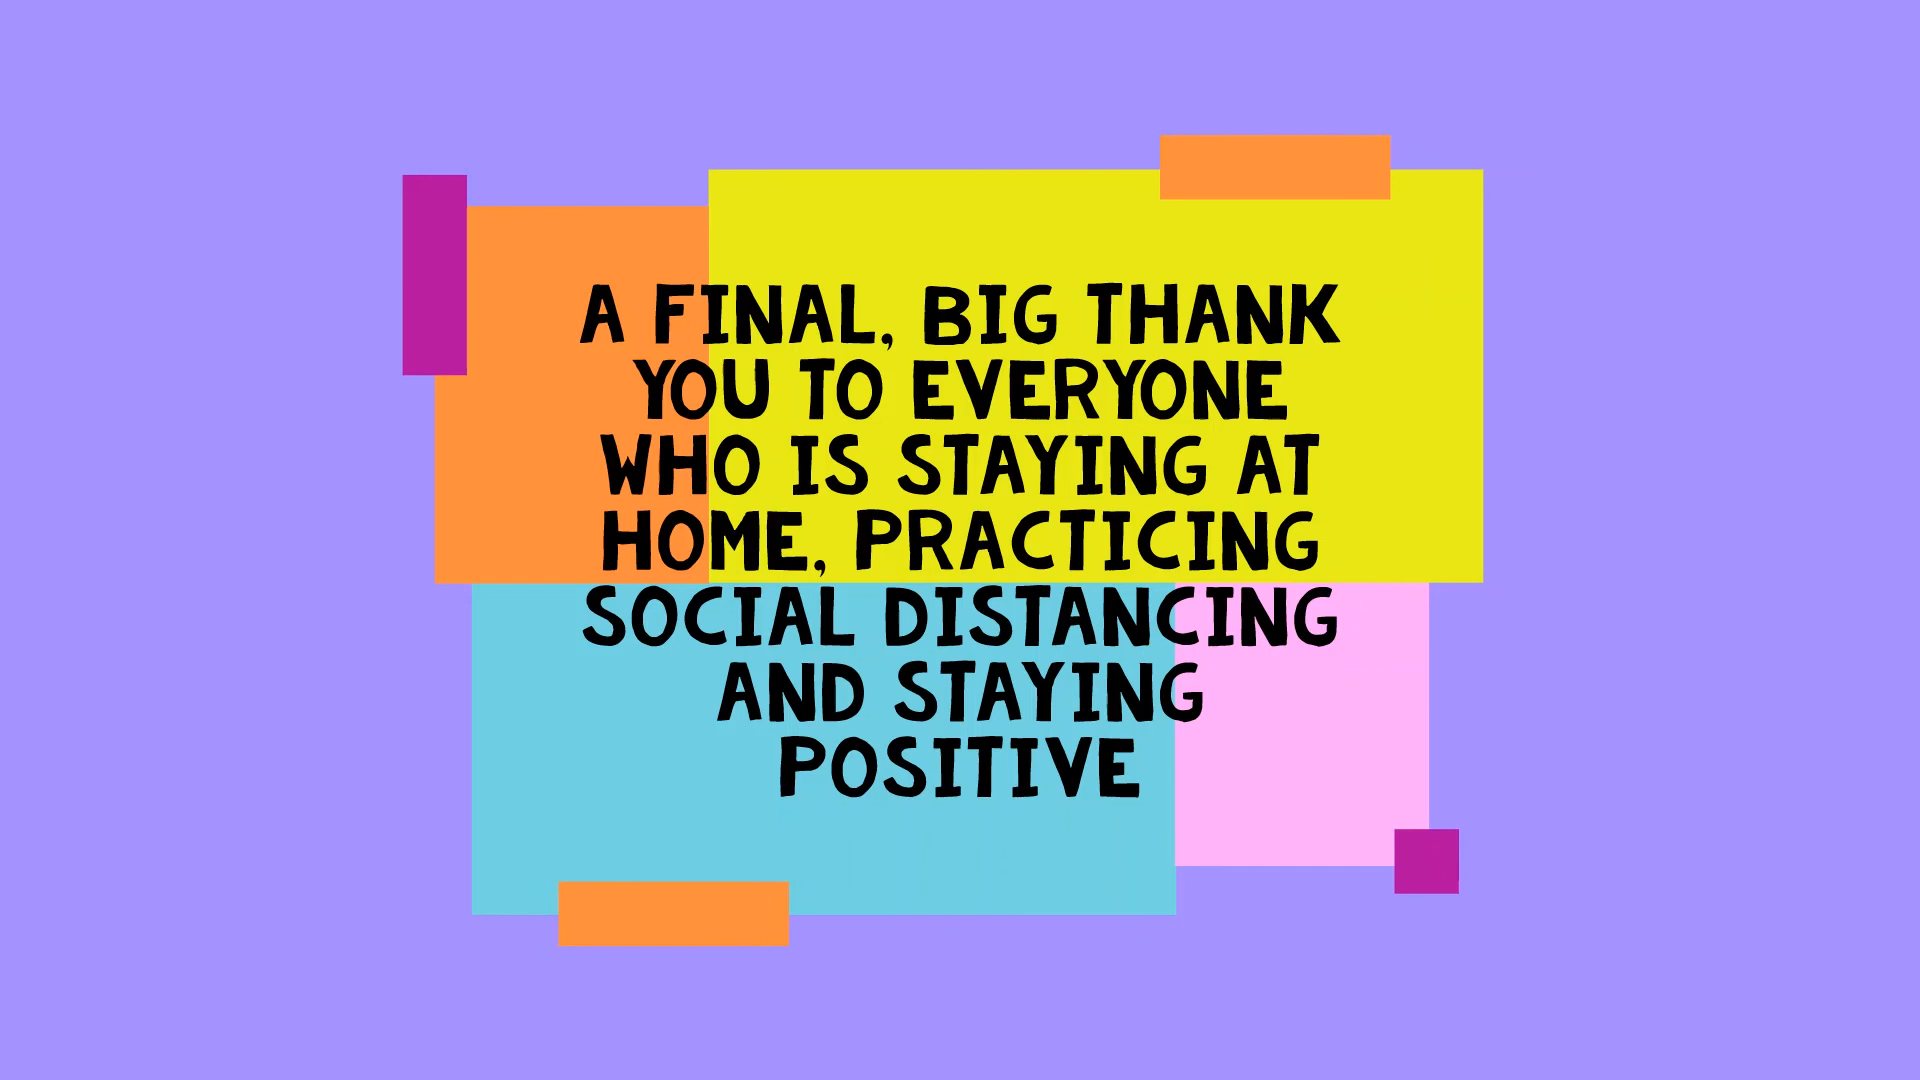 A FINAL, BIG THANK
YOU TO EVERYONE
WHO IS STAYING AT
HOME, PRACTICING
SOCIAL DISTANCING
AND STAYING
POSITIVE